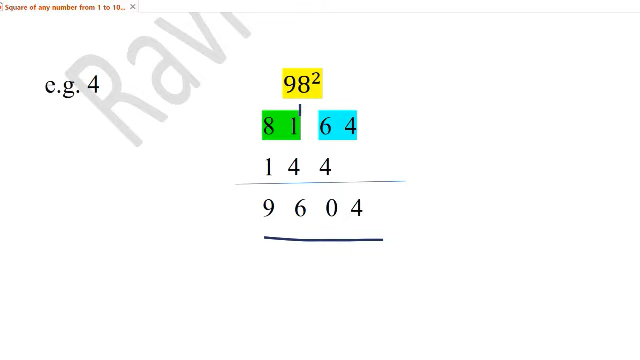 Square of any number from 1 to 10...
Ravi
e.g. 4
98²
8 1 6 4
1 4 4
9 6 0 4